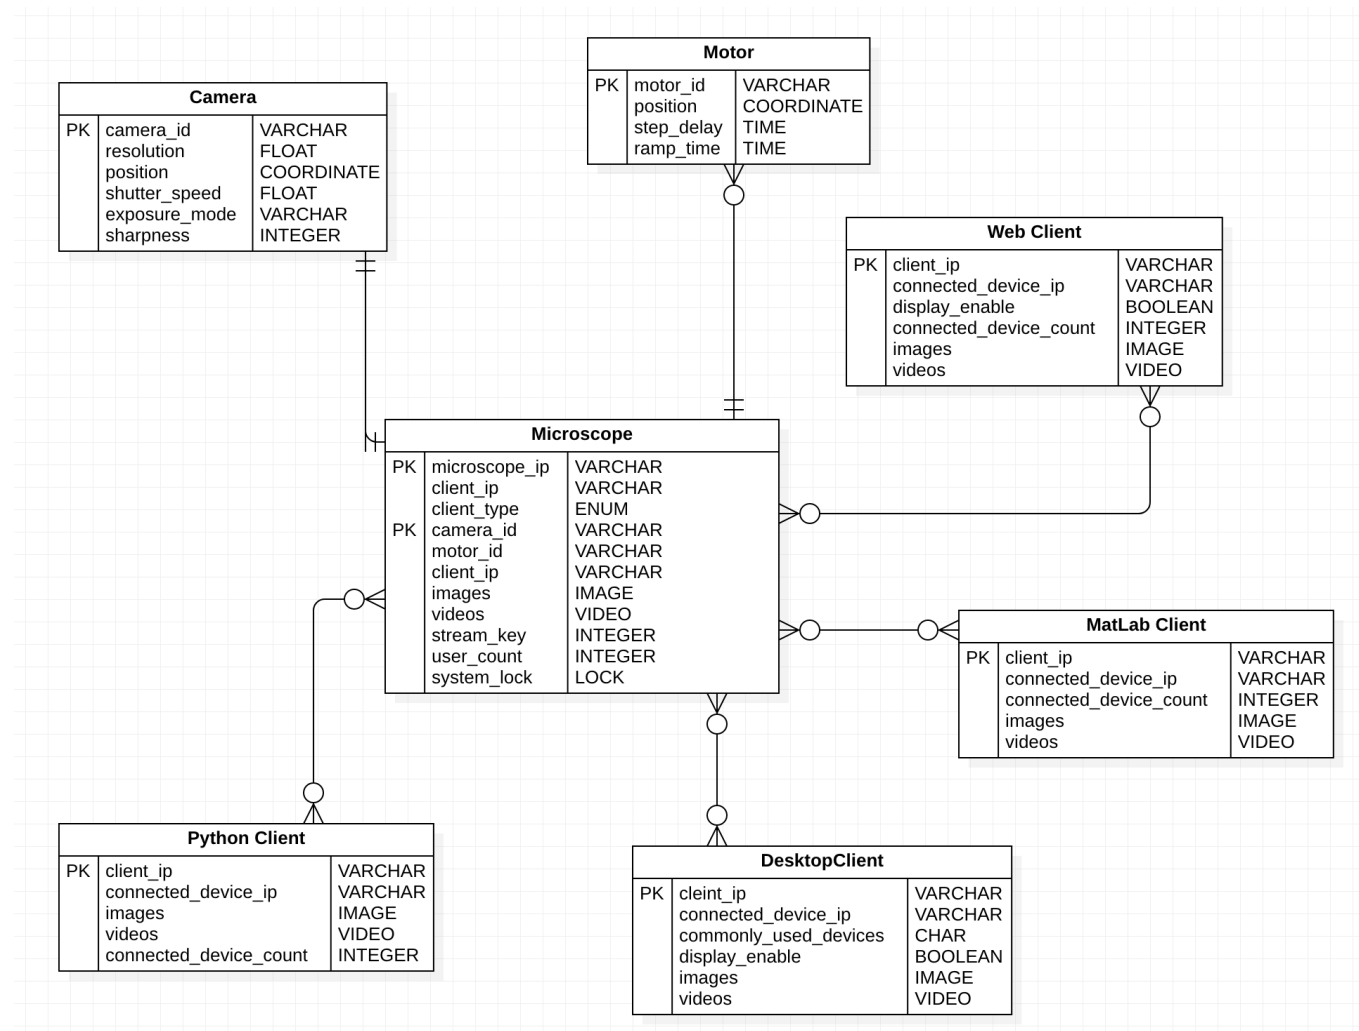 Motor
PK motor_id VARCHAR
position COORDINATE
step_delay TIME
ramp_time TIME
Camera
PK camera_id VARCHAR
resolution FLOAT
position COORDINATE
shutter_speed FLOAT
exposure_mode VARCHAR
sharpness INTEGER
Web Client
PK client_ip VARCHAR
connected_device_ip VARCHAR
display_enable BOOLEAN
connected_device_count INTEGER
images IMAGE
videos VIDEO
Microscope
PK microscope_ip VARCHAR
client_ip VARCHAR
client_type ENUM
PK camera_id VARCHAR
motor_id VARCHAR
client_ip VARCHAR
images IMAGE
videos VIDEO
stream_key INTEGER
user_count INTEGER
system_lock LOCK
MatLab Client
PK client_ip VARCHAR
connected_device_ip VARCHAR
connected_device_count INTEGER
images IMAGE
videos VIDEO
Python Client
PK client_ip VARCHAR
connected_device_ip VARCHAR
images IMAGE
videos VIDEO
connected_device_count INTEGER
DesktopClient
PK cleint_ip VARCHAR
connected_device_ip VARCHAR
commonly_used_devices CHAR
display_enable BOOLEAN
images IMAGE
videos VIDEO